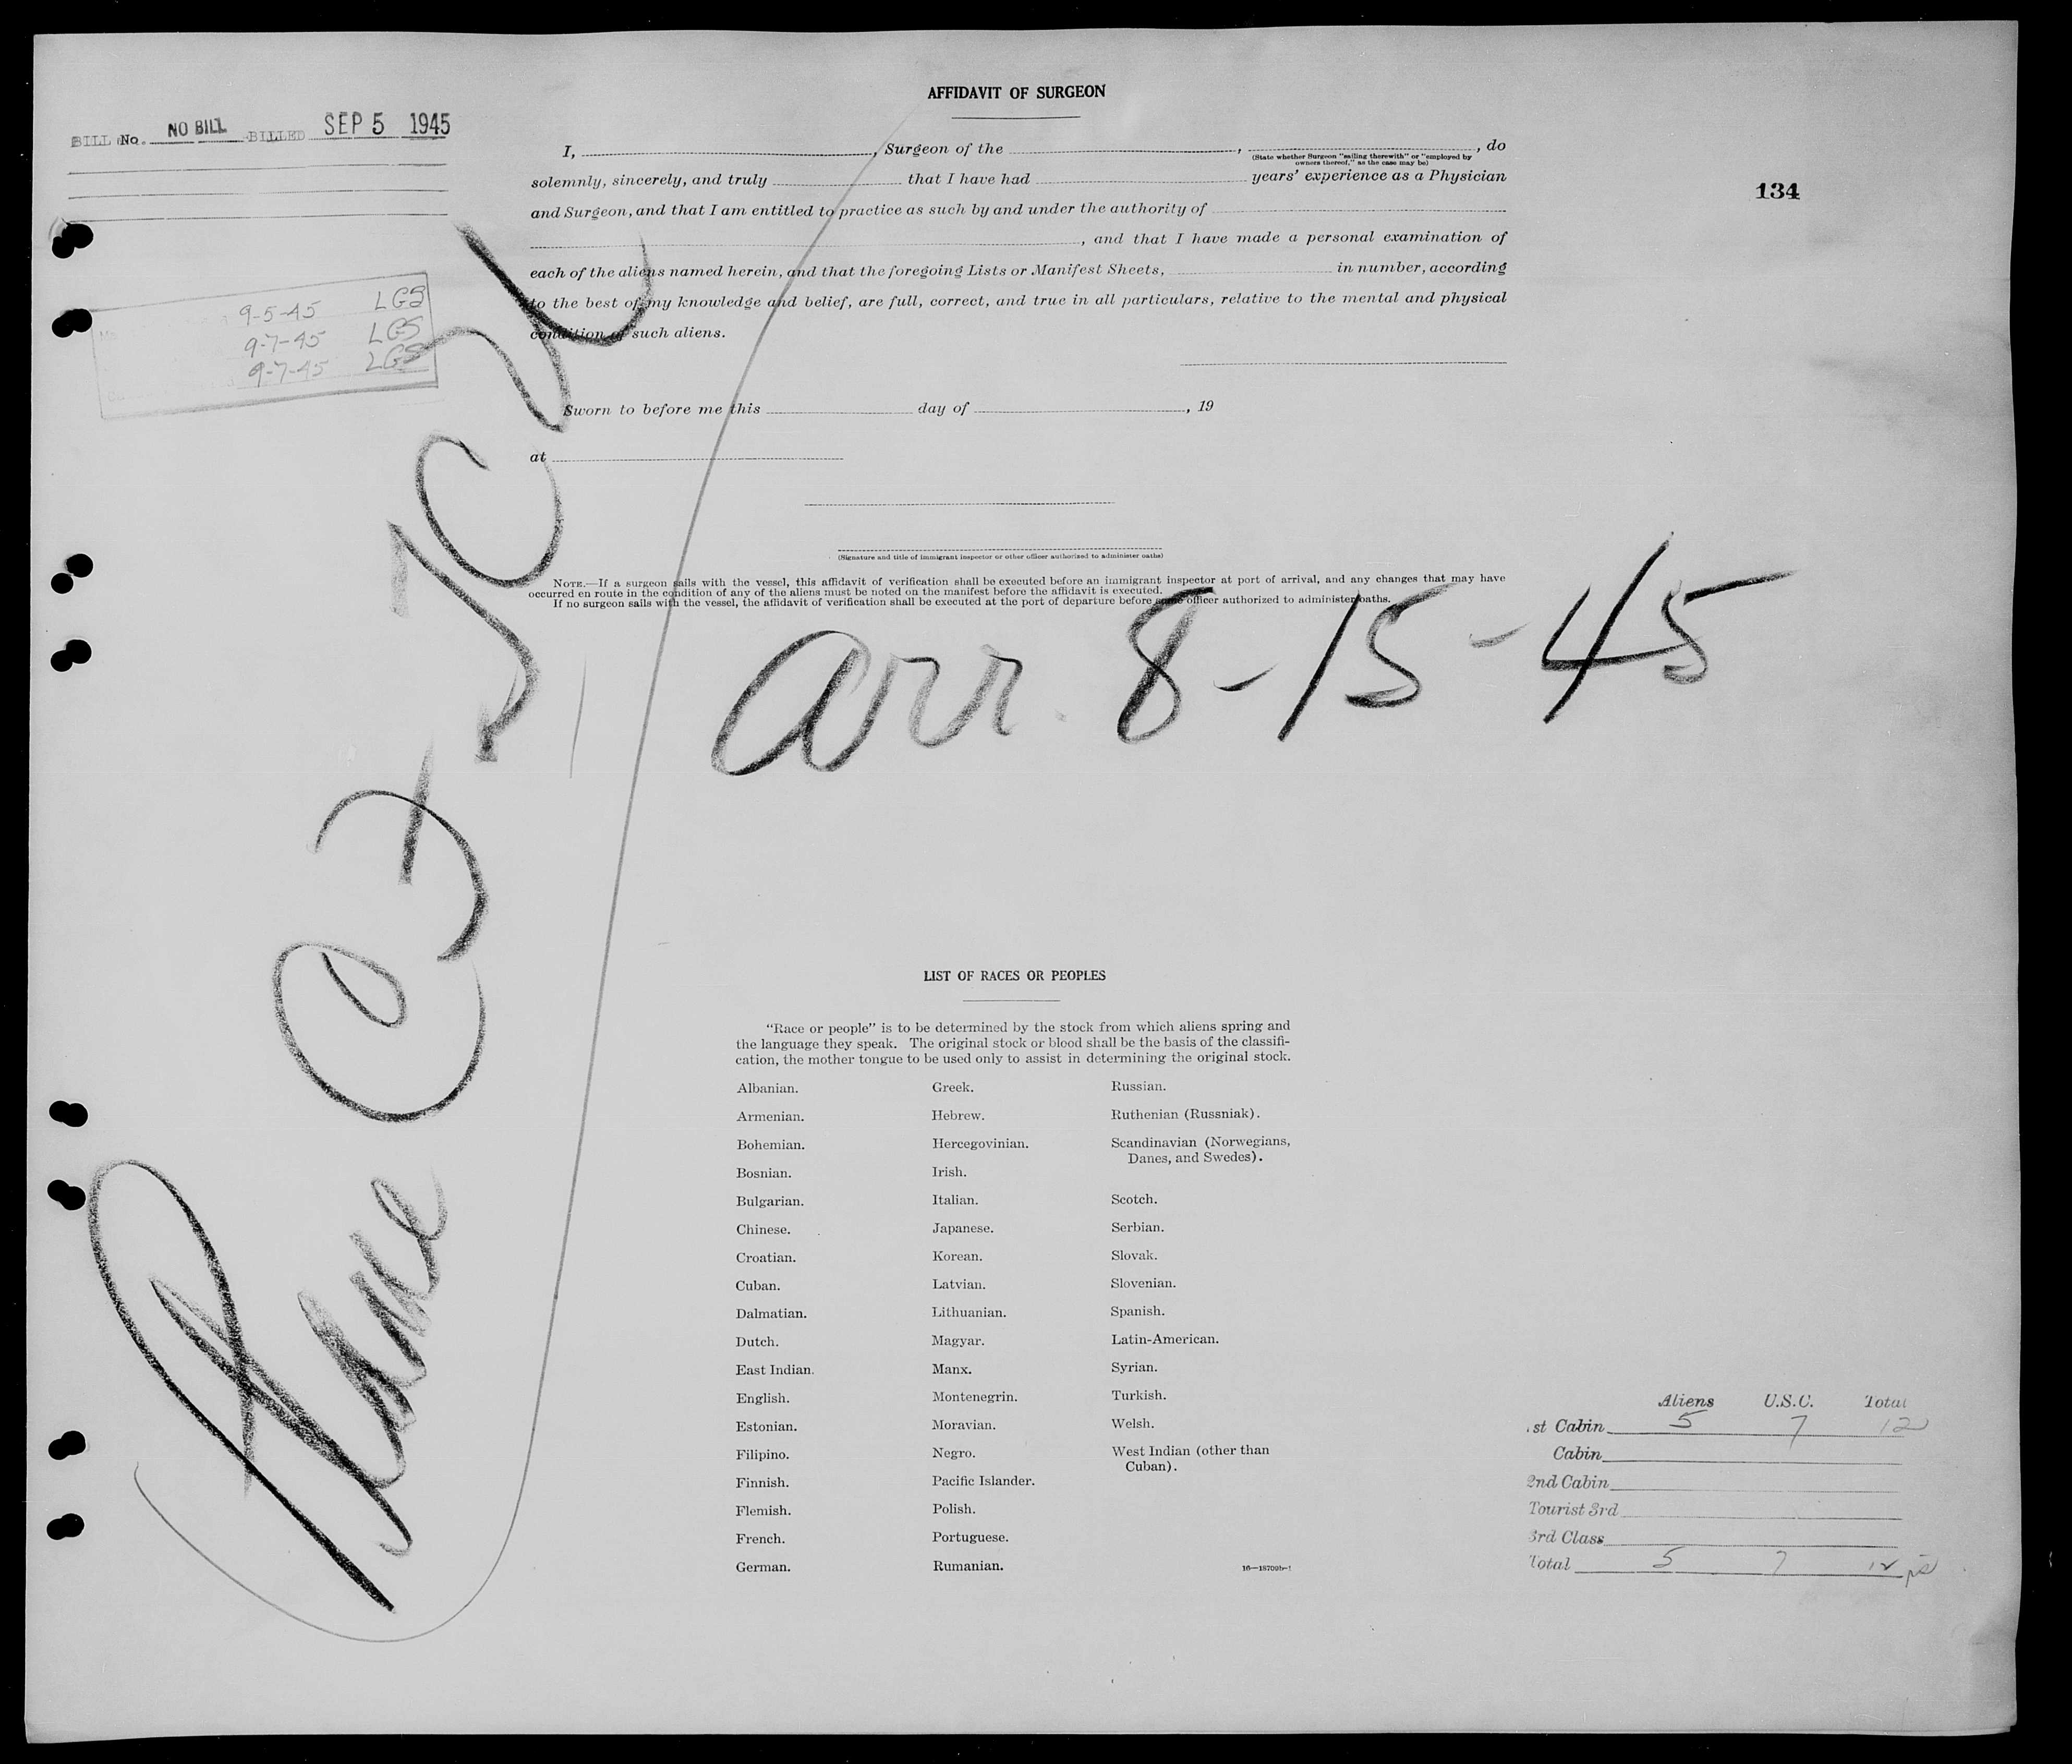 AFFIDAVIT OF SURGEON
BILL No. NO BILL BILLED SEP 5 1945
134
I, , Surgeon of the , , do
(State whether Surgeon "sailing therewith" or "employed by
owners thereof," as the case may be)
solemnly, sincerely, and truly that I have had years' experience as a Physician
and Surgeon, and that I am entitled to practice as such by and under the authority of
, and that I have made a personal examination of
each of the aliens named herein, and that the foregoing Lists or Manifest Sheets, in number, according
to the best of my knowledge and belief, are full, correct, and true in all particulars, relative to the mental and physical
condition of such aliens.
9-5-45 LGS
9-7-45 LGS
9-7-45 LGS
Sworn to before me this day of , 19
at
(Signature and title of immigrant inspector or other officer authorized to administer oaths)
NOTE.—If a surgeon sails with the vessel, this affidavit of verification shall be executed before an immigrant inspector at port of arrival, and any changes that may have
occurred en route in the condition of any of the aliens must be noted on the manifest before the affidavit is executed.
If no surgeon sails with the vessel, the affidavit of verification shall be executed at the port of departure before some officer authorized to administer oaths.
arr. 8-15-45
Plane
LIST OF RACES OR PEOPLES
"Race or people" is to be determined by the stock from which aliens spring and
the language they speak. The original stock or blood shall be the basis of the classifi-
cation, the mother tongue to be used only to assist in determining the original stock.
Albanian.
Armenian.
Bohemian.
Bosnian.
Bulgarian.
Chinese.
Croatian.
Cuban.
Dalmatian.
Dutch.
East Indian.
English.
Estonian.
Filipino.
Finnish.
Flemish.
French.
German.
Greek.
Hebrew.
Hercegovinian.
Irish.
Italian.
Japanese.
Korean.
Latvian.
Lithuanian.
Magyar.
Manx.
Montenegrin.
Moravian.
Negro.
Pacific Islander.
Polish.
Portuguese.
Rumanian.
Russian.
Ruthenian (Russniak).
Scandinavian (Norwegians,
Danes, and Swedes).
Scotch.
Serbian.
Slovak.
Slovenian.
Spanish.
Latin-American.
Syrian.
Turkish.
Welsh.
West Indian (other than
Cuban).
16—18709b-1
Aliens U.S.C. Total
1st Cabin 5 7 12
Cabin
2nd Cabin
Tourist 3rd
3rd Class
Total 5 7 12